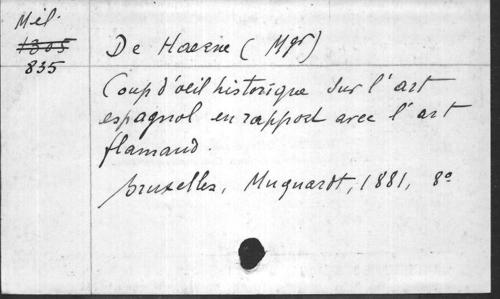 Mél.
1305
835
De Haerne (Mgr)
Coup d'oeil historique sur l'art
espagnol en rapport avec l'art
flamand.
Bruxelles, Muquardt, 1881, 8°